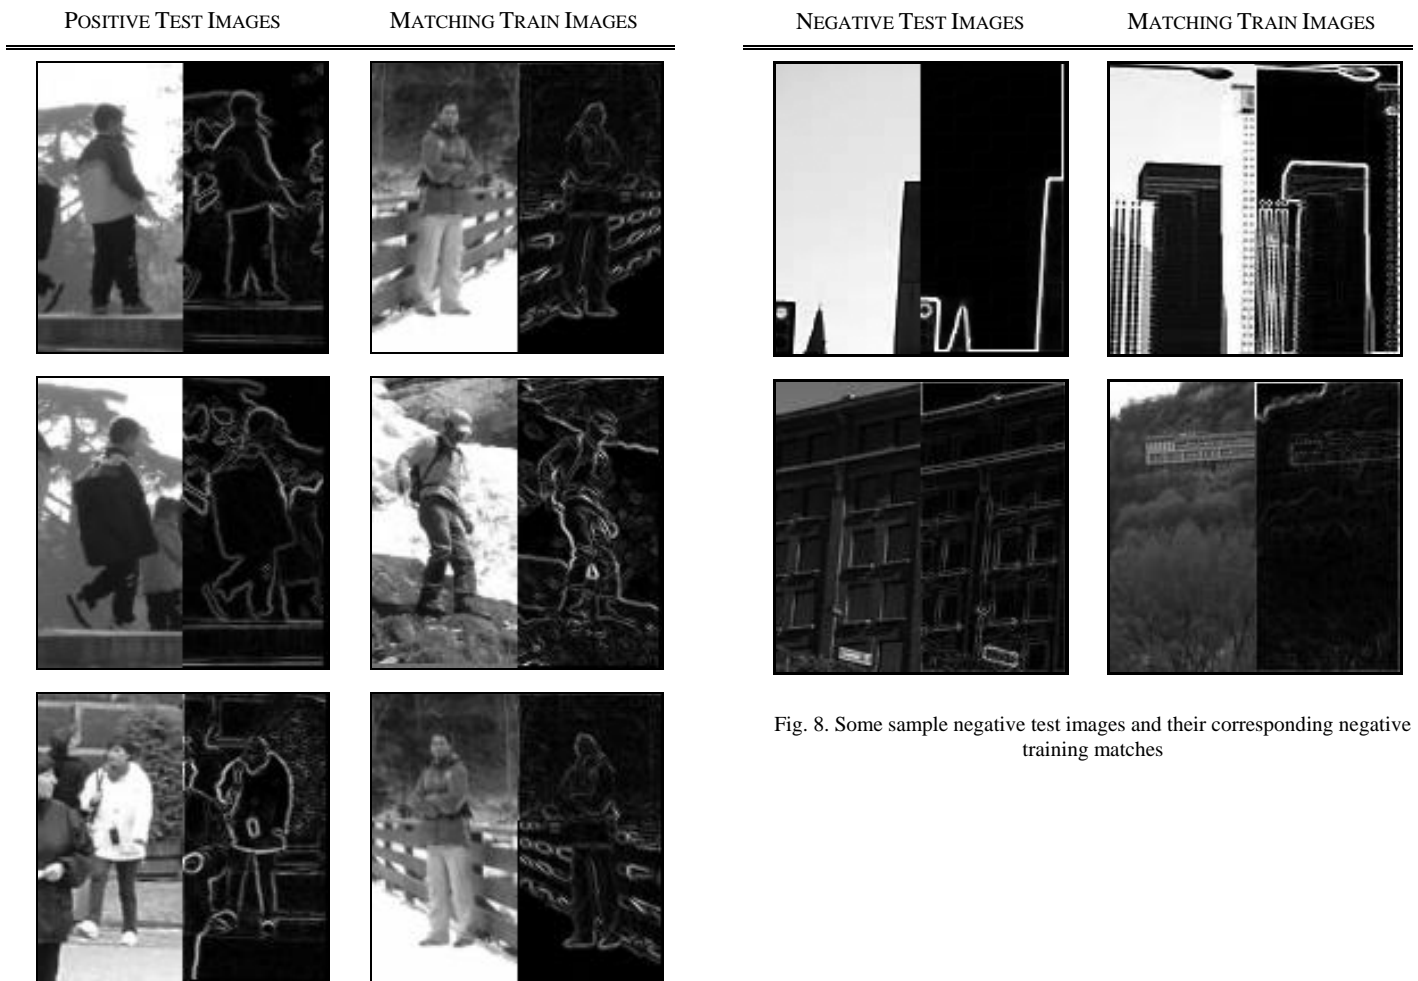 POSITIVE TEST IMAGES
MATCHING TRAIN IMAGES
NEGATIVE TEST IMAGES
MATCHING TRAIN IMAGES
Fig. 8. Some sample negative test images and their corresponding negative
training matches